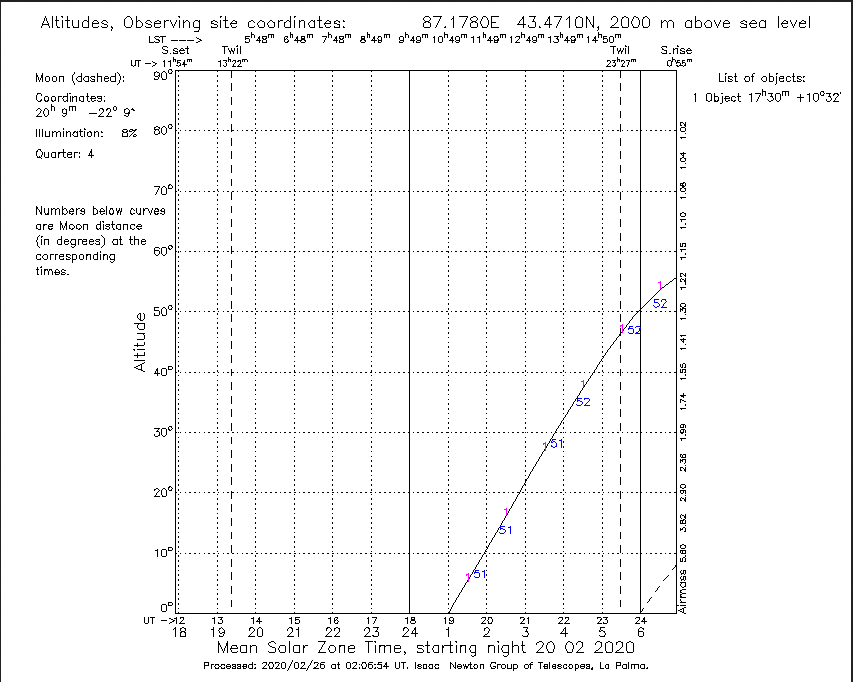 Altitudes, Observing site coordinates: 87.1780E 43.4710N, 2000 m above sea level
LST ---> 5ʰ48ᵐ 6ʰ48ᵐ 7ʰ48ᵐ 8ʰ49ᵐ 9ʰ49ᵐ 10ʰ49ᵐ 11ʰ49ᵐ 12ʰ49ᵐ 13ʰ49ᵐ 14ʰ50ᵐ
S.set Twil Twil S.rise
UT -> 11ʰ54ᵐ 13ʰ22ᵐ 23ʰ27ᵐ 0ʰ55ᵐ
Moon (dashed):
Coordinates:
20ʰ 9ᵐ -22° 9'
Illumination: 8%
Quarter: 4
Numbers below curves
are Moon distance
(in degrees) at the
corresponding
times.
List of objects:
1 Object 17ʰ30ᵐ +10°32'
Altitude
90°
80°
70°
60°
50°
40°
30°
20°
10°
0°
1.02
1.04
1.06
1.10
1.15
1.22
1.30
1.41
1.55
1.74
1.99
2.36
2.90
3.82
5.60
Airmass
1
52
1
52
1
52
1
51
1
51
1
51
UT -> 12 13 14 15 16 17 18 19 20 21 22 23 24
18 19 20 21 22 23 24 1 2 3 4 5 6
Mean Solar Zone Time, starting night 20 02 2020
Processed: 2020/02/26 at 02:06:54 UT. Isaac Newton Group of Telescopes, La Palma.